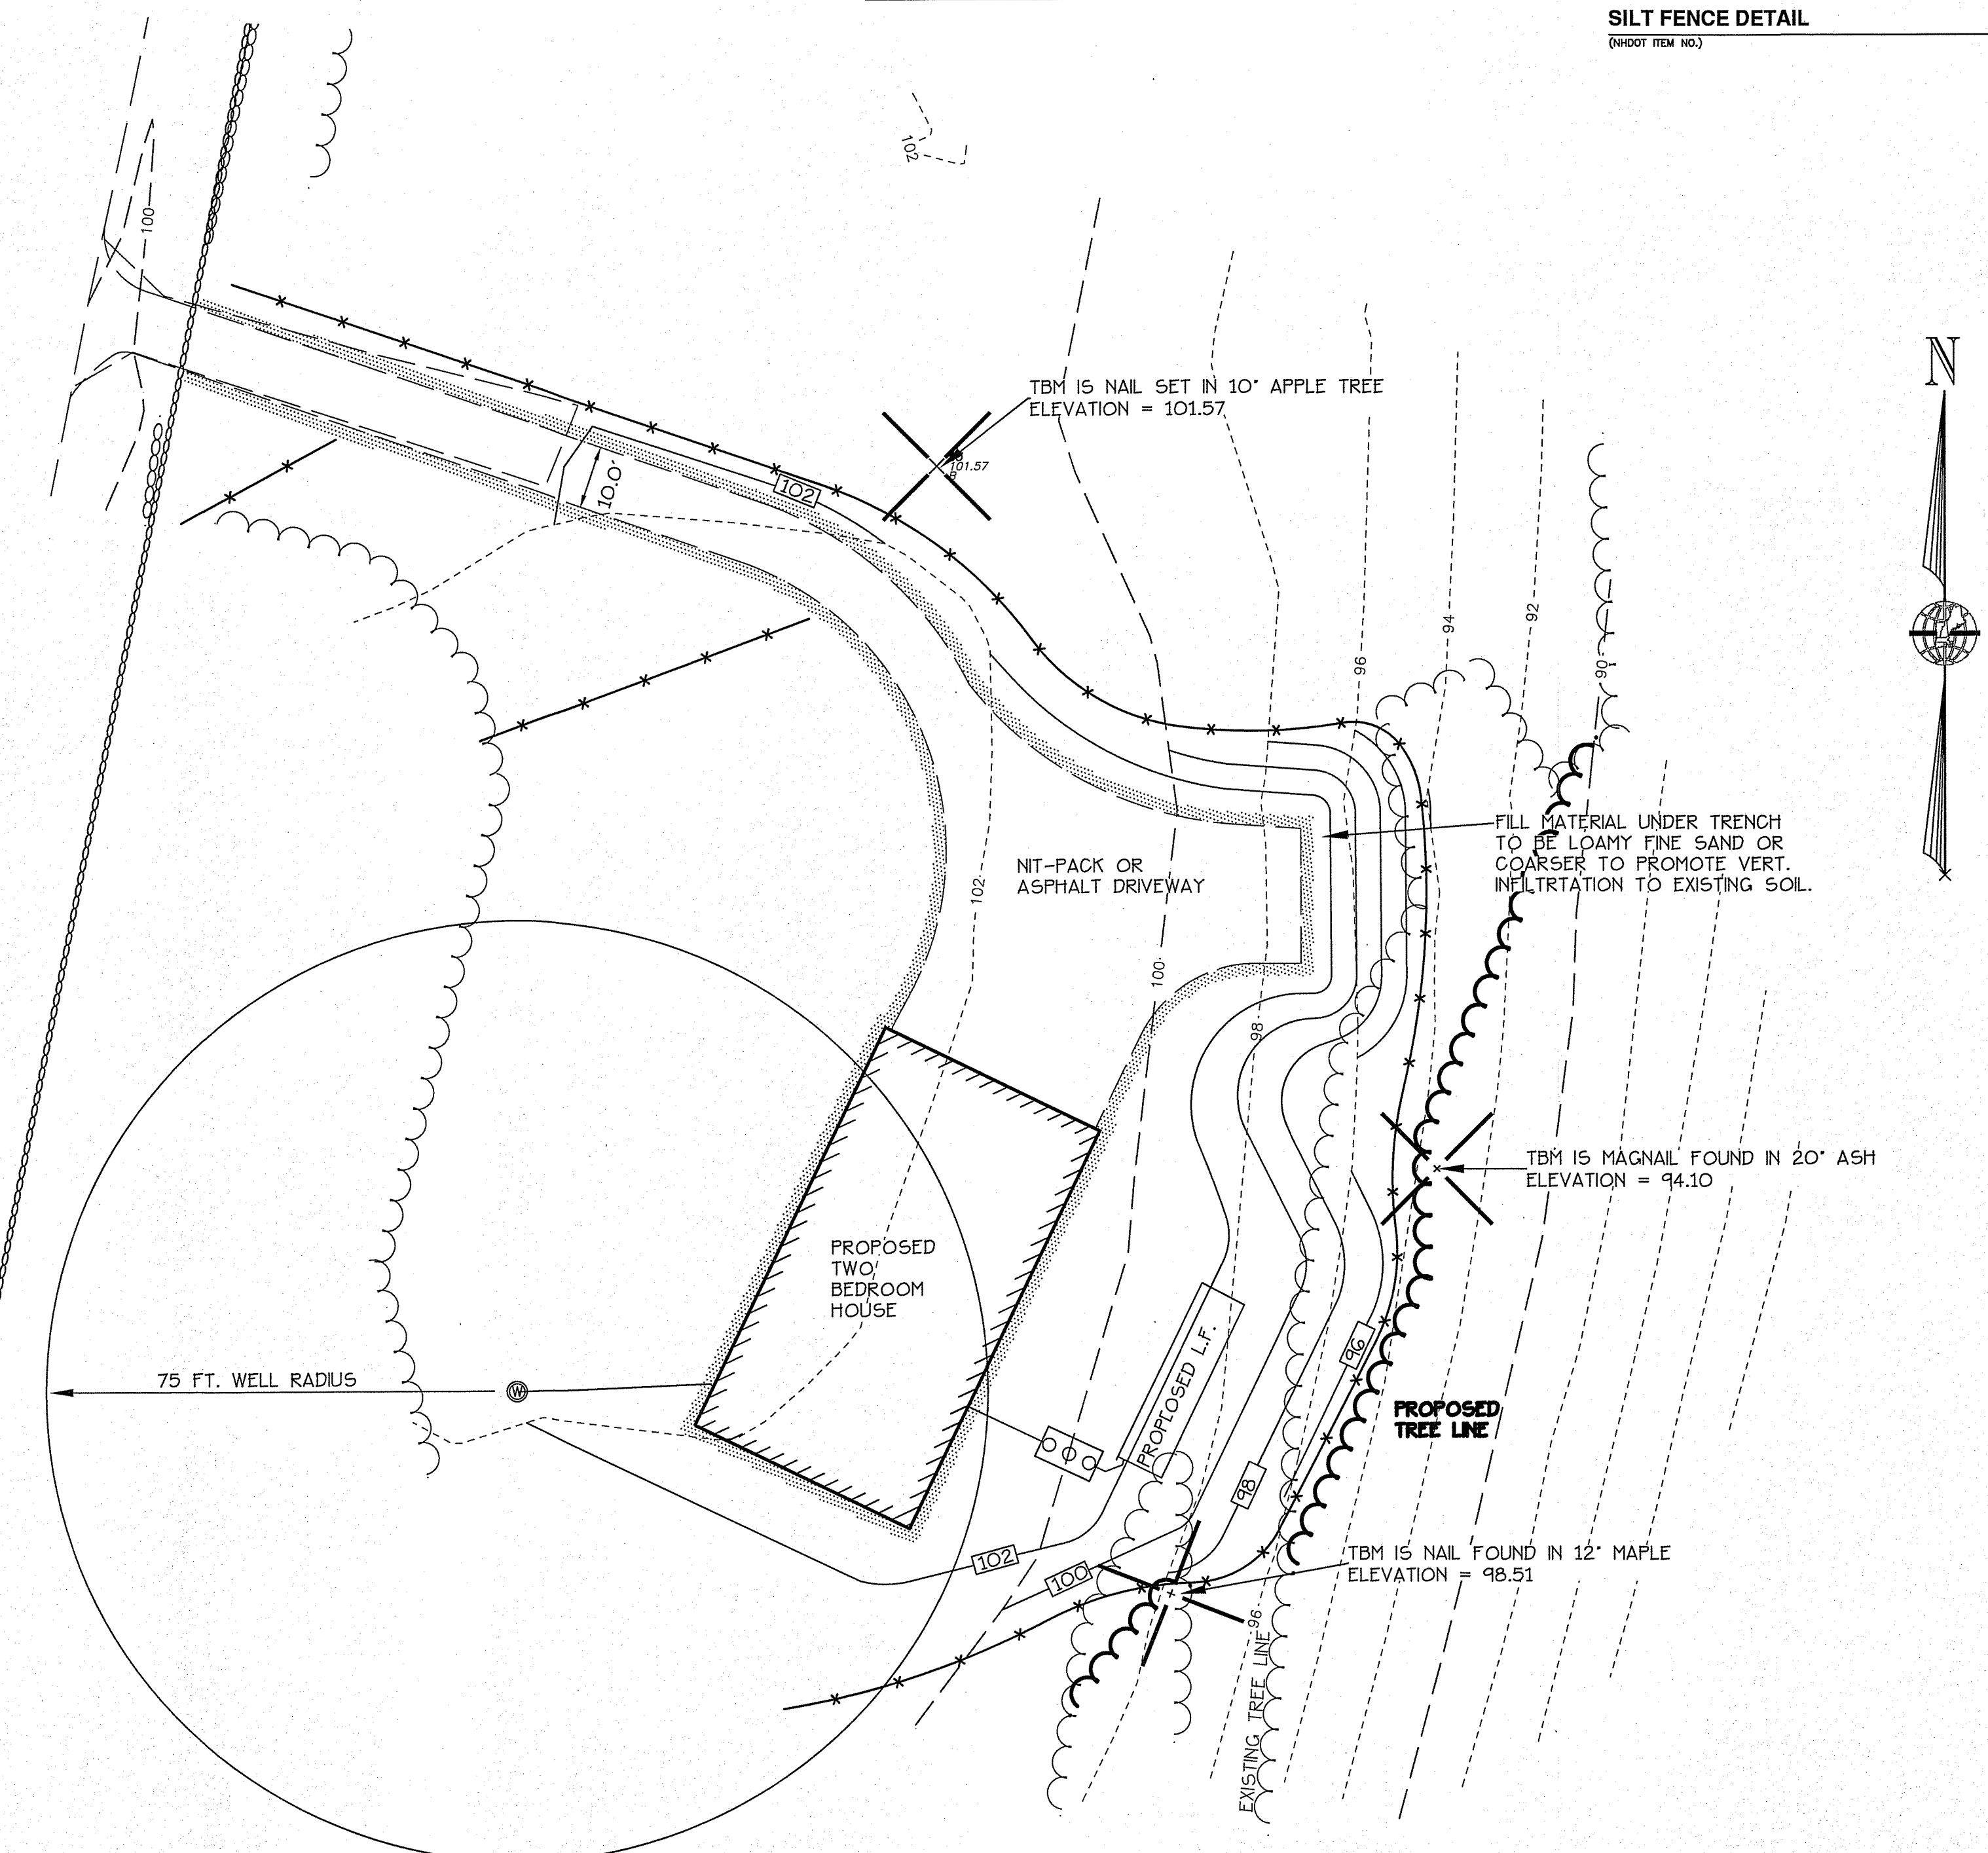 SILT FENCE DETAIL
(NHDOT ITEM NO.)
102
100
N
TBM IS NAIL SET IN 10" APPLE TREE
ELEVATION = 101.57
101.57
10.0'
102
92
94
96
90
FILL MATERIAL UNDER TRENCH
TO BE LOAMY FINE SAND OR
COARSER TO PROMOTE VERT.
INFILTRTATION TO EXISTING SOIL.
NIT-PACK OR
ASPHALT DRIVEWAY
102
100
98
TBM IS MAGNAIL FOUND IN 20" ASH
ELEVATION = 94.10
PROPOSED
TWO
BEDROOM
HOUSE
PROPLOSED L.F.
96
75 FT. WELL RADIUS
W
PROPOSED
TREE LINE
98
102
100
TBM IS NAIL FOUND IN 12" MAPLE
ELEVATION = 98.51
96
EXISTING TREE LINE